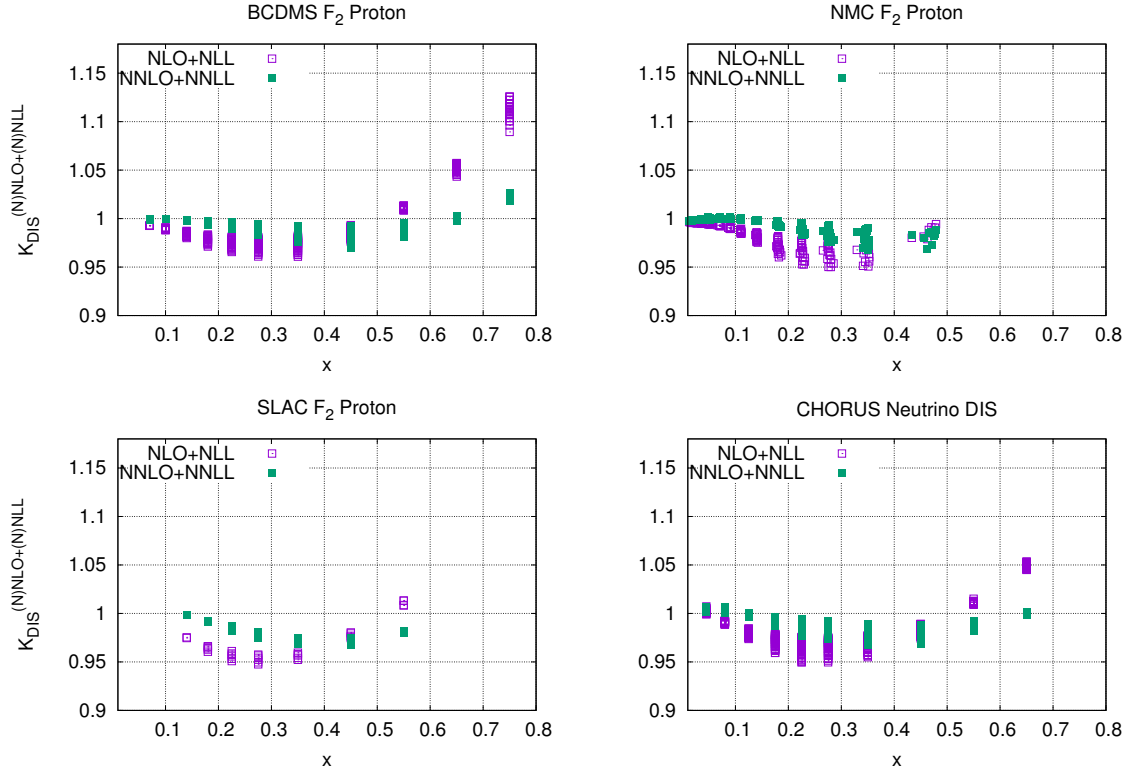 BCDMS F2 Proton
NLO+NLL
NNLO+NNLL
1.15
1.1
1.05
1
0.95
0.9
KDIS(N)NLO+(N)NLL
0.1 0.2 0.3 0.4 0.5 0.6 0.7 0.8
x
NMC F2 Proton
NLO+NLL
NNLO+NNLL
1.15
1.1
1.05
1
0.95
0.9
0.1 0.2 0.3 0.4 0.5 0.6 0.7 0.8
x
SLAC F2 Proton
NLO+NLL
NNLO+NNLL
1.15
1.1
1.05
1
0.95
0.9
KDIS(N)NLO+(N)NLL
0.1 0.2 0.3 0.4 0.5 0.6 0.7 0.8
x
CHORUS Neutrino DIS
NLO+NLL
NNLO+NNLL
1.15
1.1
1.05
1
0.95
0.9
0.1 0.2 0.3 0.4 0.5 0.6 0.7 0.8
x